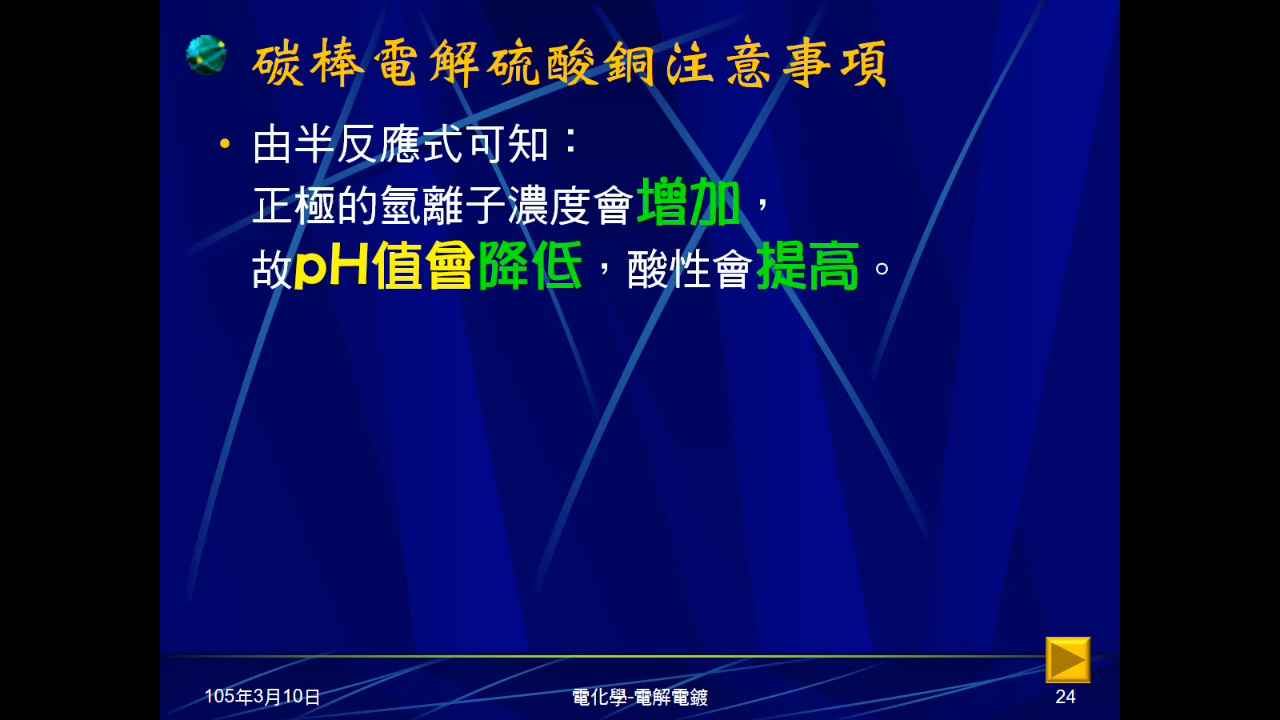 碳棒電解硫酸銅注意事項
• 由半反應式可知：
正極的氫離子濃度會增加，
故pH值會降低，酸性會提高。
105年3月10日
電化學-電解電鍍
24